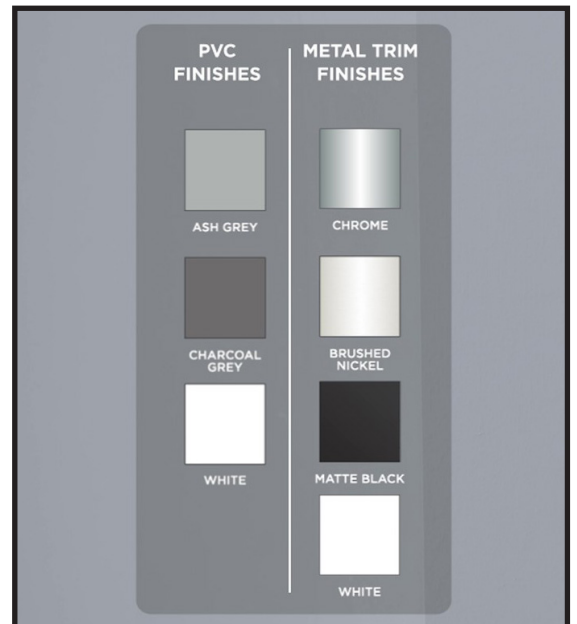 PVC
FINISHES
ASH GREY
CHARCOAL
GREY
WHITE
METAL TRIM
FINISHES
CHROME
BRUSHED
NICKEL
MATTE BLACK
WHITE